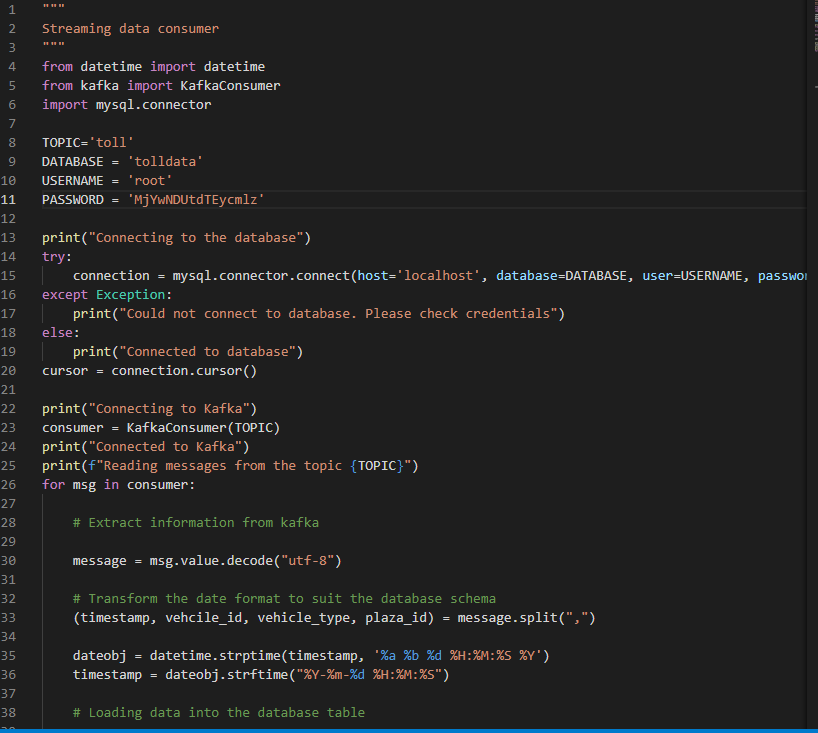 1 """
2 Streaming data consumer
3 """
4 from datetime import datetime
5 from kafka import KafkaConsumer
6 import mysql.connector
7
8 TOPIC='toll'
9 DATABASE = 'tolldata'
10 USERNAME = 'root'
11 PASSWORD = 'MjYwNDUtdTEycmlz'
12
13 print("Connecting to the database")
14 try:
15     connection = mysql.connector.connect(host='localhost', database=DATABASE, user=USERNAME, passwor
16 except Exception:
17     print("Could not connect to database. Please check credentials")
18 else:
19     print("Connected to database")
20 cursor = connection.cursor()
21
22 print("Connecting to Kafka")
23 consumer = KafkaConsumer(TOPIC)
24 print("Connected to Kafka")
25 print(f"Reading messages from the topic {TOPIC}")
26 for msg in consumer:
27
28     # Extract information from kafka
29
30     message = msg.value.decode("utf-8")
31
32     # Transform the date format to suit the database schema
33     (timestamp, vehcile_id, vehicle_type, plaza_id) = message.split(",")
34
35     dateobj = datetime.strptime(timestamp, '%a %b %d %H:%M:%S %Y')
36     timestamp = dateobj.strftime("%Y-%m-%d %H:%M:%S")
37
38     # Loading data into the database table